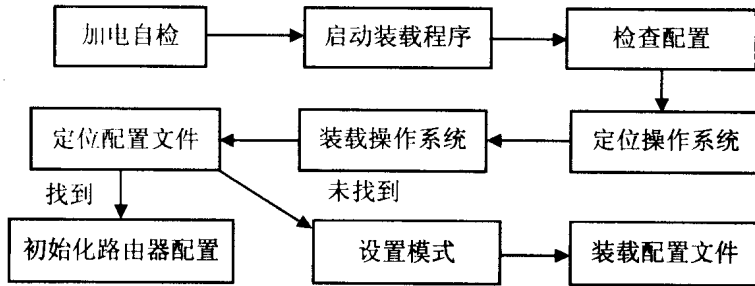 加电自检
启动装载程序
检查配置
定位配置文件
装载操作系统
定位操作系统
找到
未找到
初始化路由器配置
设置模式
装载配置文件